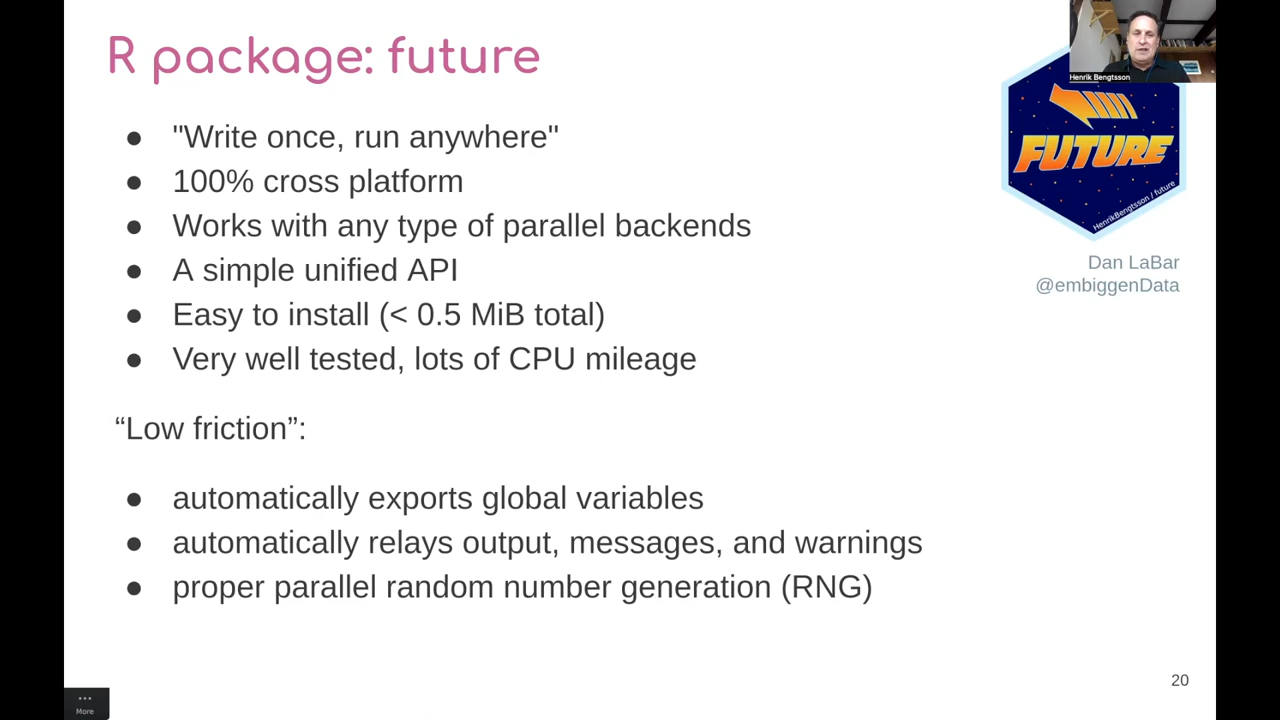 R package: future
Henrik Bengtsson
● "Write once, run anywhere"
● 100% cross platform
● Works with any type of parallel backends
● A simple unified API
● Easy to install (< 0.5 MiB total)
● Very well tested, lots of CPU mileage
FUTURE
HenrikBengtsson / future
Dan LaBar
@embiggenData
“Low friction”:
● automatically exports global variables
● automatically relays output, messages, and warnings
● proper parallel random number generation (RNG)
20
More